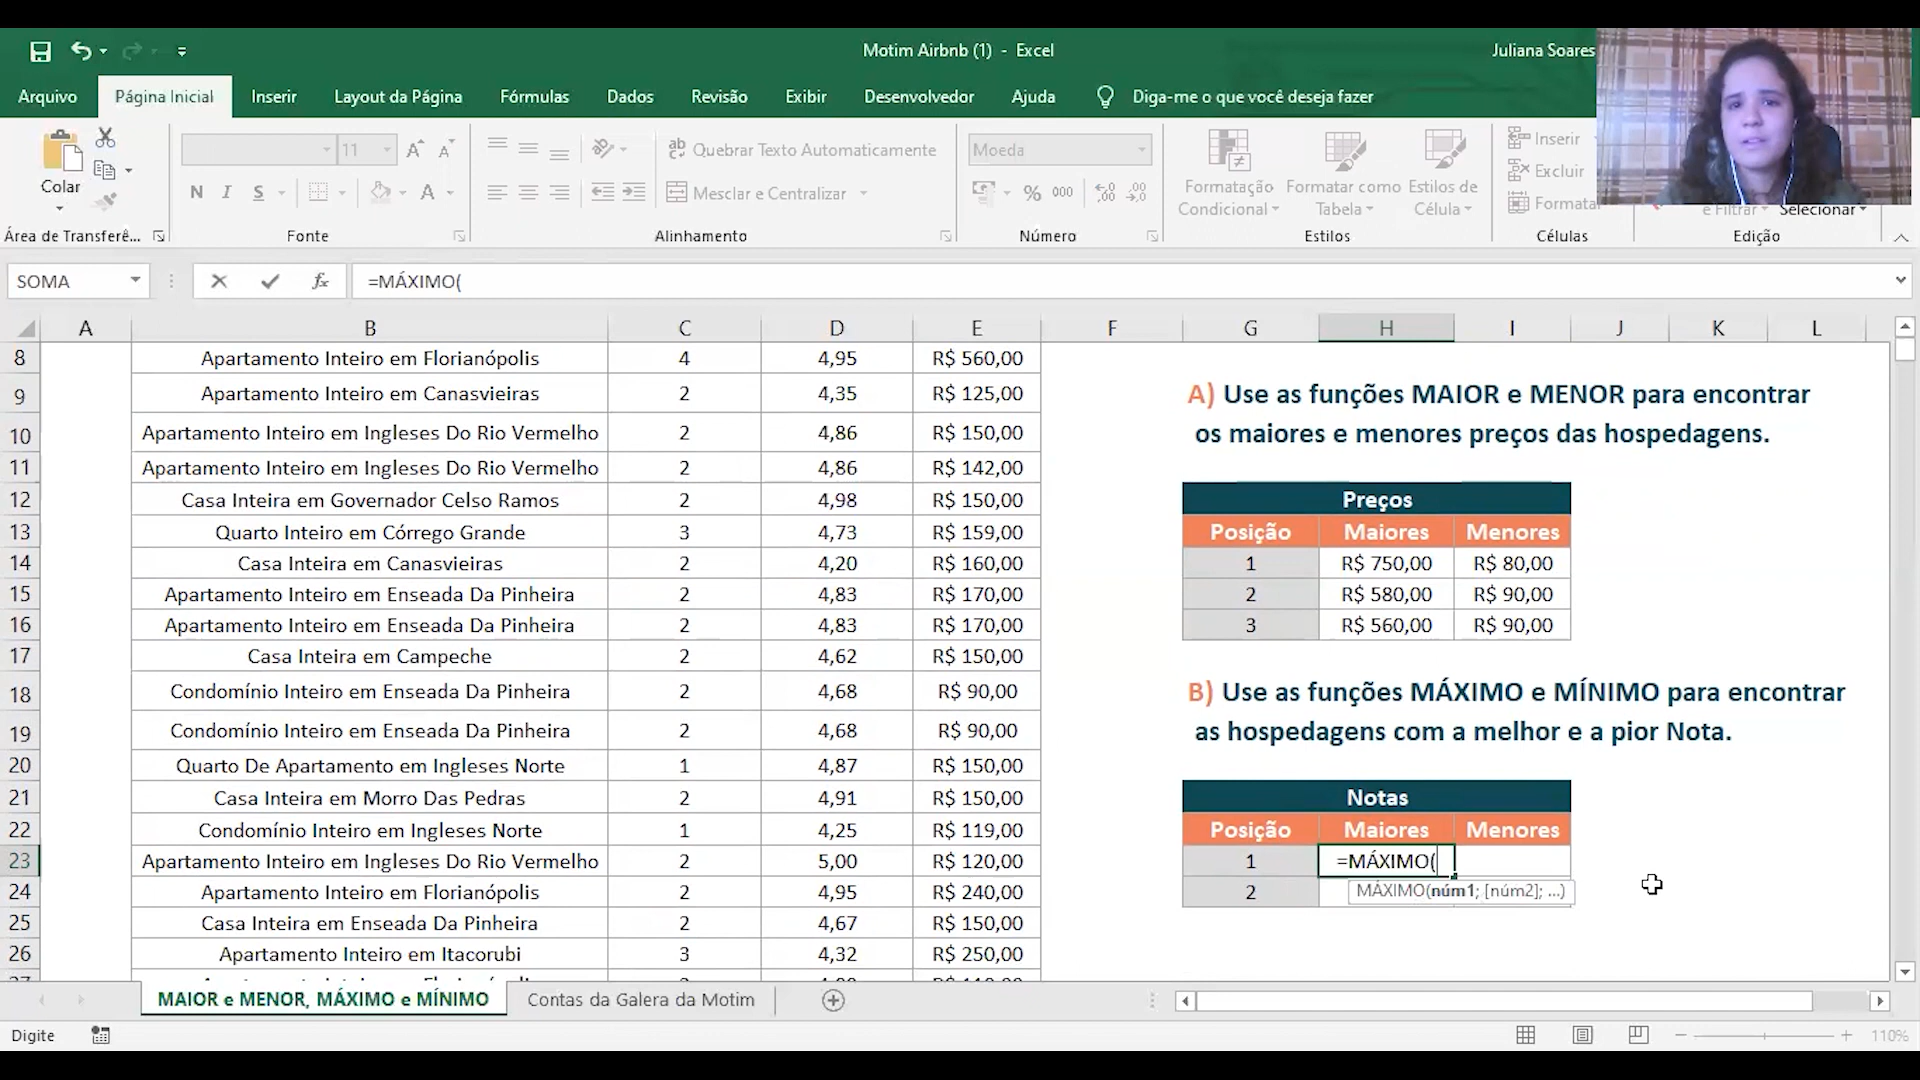 Motim Airbnb (1) - Excel
Juliana Soares
Arquivo
Página Inicial
Inserir
Layout da Página
Fórmulas
Dados
Revisão
Exibir
Desenvolvedor
Ajuda
Diga-me o que você deseja fazer
Colar
11
N I S
Quebrar Texto Automaticamente
Mesclar e Centralizar
Moeda
% 000
Formatação Condicional
Formatar como Tabela
Estilos de Célula
Inserir
Excluir
Formatar
e Filtrar
Selecionar
Área de Transferê...
Fonte
Alinhamento
Número
Estilos
Células
Edição
SOMA
fx
=MÁXIMO(
A B C D E F G H I J K L
8 Apartamento Inteiro em Florianópolis 4 4,95 R$ 560,00
9 Apartamento Inteiro em Canasvieiras 2 4,35 R$ 125,00
10 Apartamento Inteiro em Ingleses Do Rio Vermelho 2 4,86 R$ 150,00
11 Apartamento Inteiro em Ingleses Do Rio Vermelho 2 4,86 R$ 142,00
12 Casa Inteira em Governador Celso Ramos 2 4,98 R$ 150,00
13 Quarto Inteiro em Córrego Grande 3 4,73 R$ 159,00
14 Casa Inteira em Canasvieiras 2 4,20 R$ 160,00
15 Apartamento Inteiro em Enseada Da Pinheira 2 4,83 R$ 170,00
16 Apartamento Inteiro em Enseada Da Pinheira 2 4,83 R$ 170,00
17 Casa Inteira em Campeche 2 4,62 R$ 150,00
18 Condomínio Inteiro em Enseada Da Pinheira 2 4,68 R$ 90,00
19 Condomínio Inteiro em Enseada Da Pinheira 2 4,68 R$ 90,00
20 Quarto De Apartamento em Ingleses Norte 1 4,87 R$ 150,00
21 Casa Inteira em Morro Das Pedras 2 4,91 R$ 150,00
22 Condomínio Inteiro em Ingleses Norte 1 4,25 R$ 119,00
23 Apartamento Inteiro em Ingleses Do Rio Vermelho 2 5,00 R$ 120,00
24 Apartamento Inteiro em Florianópolis 2 4,95 R$ 240,00
25 Casa Inteira em Enseada Da Pinheira 2 4,67 R$ 150,00
26 Apartamento Inteiro em Itacorubi 3 4,32 R$ 250,00
A) Use as funções MAIOR e MENOR para encontrar
os maiores e menores preços das hospedagens.
Preços
Posição Maiores Menores
1 R$ 750,00 R$ 80,00
2 R$ 580,00 R$ 90,00
3 R$ 560,00 R$ 90,00
B) Use as funções MÁXIMO e MÍNIMO para encontrar
as hospedagens com a melhor e a pior Nota.
Notas
Posição Maiores Menores
1 =MÁXIMO(
2 MÁXIMO(núm1; [núm2]; ...)
MAIOR e MENOR, MÁXIMO e MÍNIMO
Contas da Galera da Motim
Digite
110%